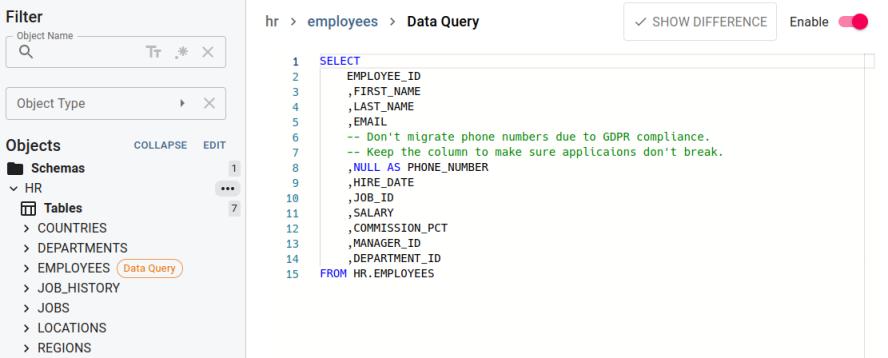 Filter
Object Name
Tт .*
Object Type
Objects COLLAPSE EDIT
Schemas 1
HR •••
Tables 7
COUNTRIES
DEPARTMENTS
EMPLOYEES Data Query
JOB_HISTORY
JOBS
LOCATIONS
REGIONS
hr > employees > Data Query
SHOW DIFFERENCE
Enable
1 SELECT
2 EMPLOYEE_ID
3 ,FIRST_NAME
4 ,LAST_NAME
5 ,EMAIL
6 -- Don't migrate phone numbers due to GDPR compliance.
7 -- Keep the column to make sure applicaions don't break.
8 ,NULL AS PHONE_NUMBER
9 ,HIRE_DATE
10 ,JOB_ID
11 ,SALARY
12 ,COMMISSION_PCT
13 ,MANAGER_ID
14 ,DEPARTMENT_ID
15 FROM HR.EMPLOYEES